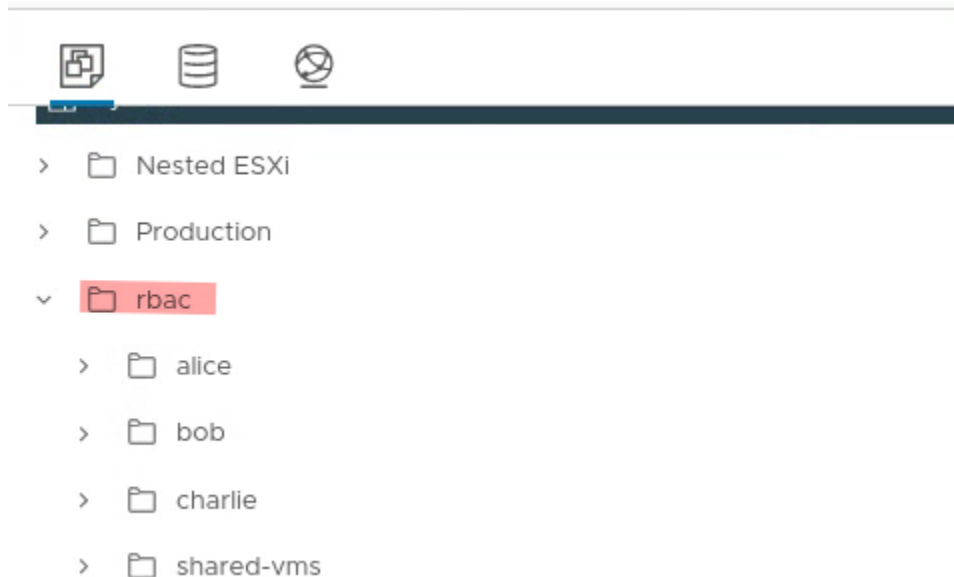 Nested ESXi
Production
rbac
alice
bob
charlie
shared-vms